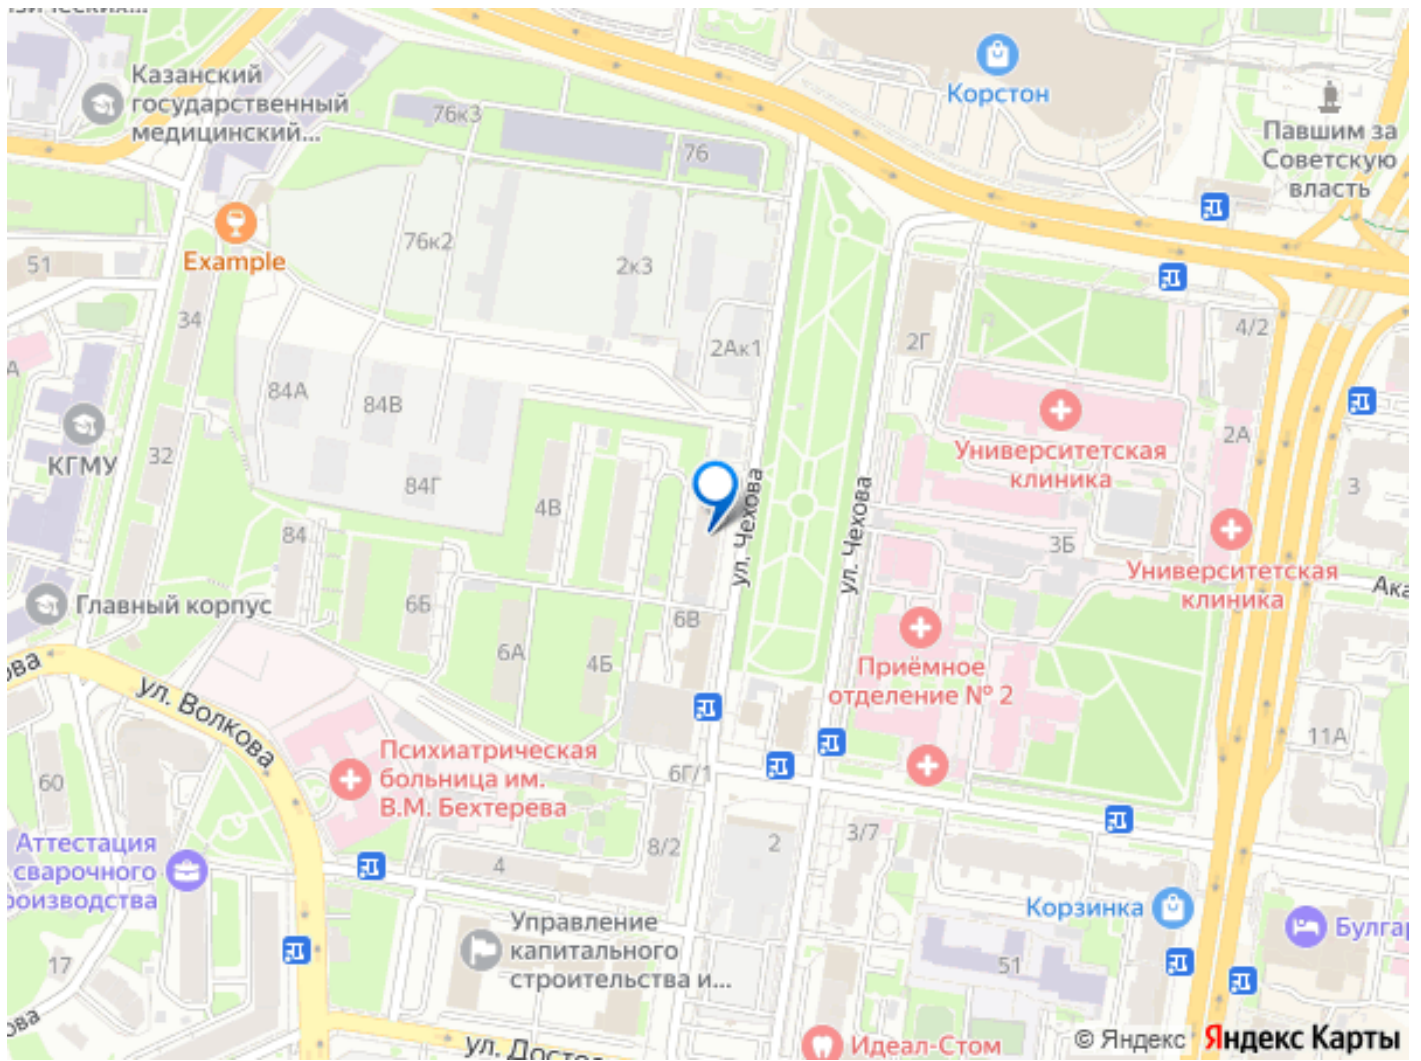 Казанский
государственный
медицинский...
76к3
76
Корстон
Павшим за
Советскую
власть
51
Example
76к2
2к3
34
2Ак1
2Г
4/2
84А
84В
КГМУ
32
84Г
4В
ул. Чехова
ул. Чехова
Университетская
клиника
2А
3
84
3Б
Университетская
клиника
Главный корпус
6Б
6В
6А
4Б
Приёмное
отделение № 2
ул. Волкова
60
Психиатрическая
больница им.
В.М. Бехтерева
6Г/1
11А
Аттестация
сварочного
4
8/2
2
3/7
17
Управление
капитального
строительства и...
Корзинка
51
Идеал-Стом
© Яндекс Яндекс Карты